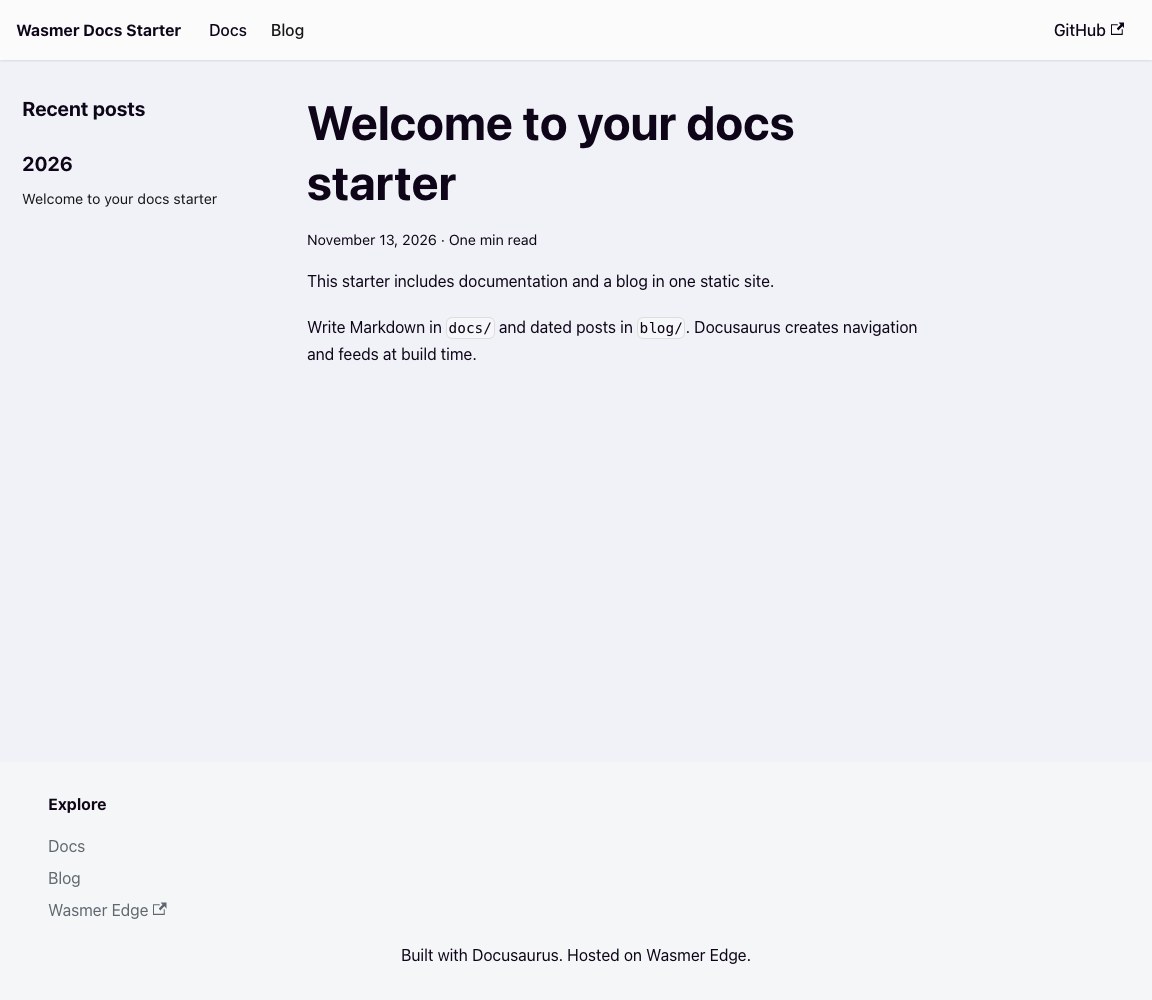 Wasmer Docs Starter Docs Blog GitHub
Recent posts
2026
Welcome to your docs starter
Welcome to your docs
starter
November 13, 2026 · One min read
This starter includes documentation and a blog in one static site.
Write Markdown in docs/ and dated posts in blog/. Docusaurus creates navigation
and feeds at build time.
Explore
Docs
Blog
Wasmer Edge
Built with Docusaurus. Hosted on Wasmer Edge.